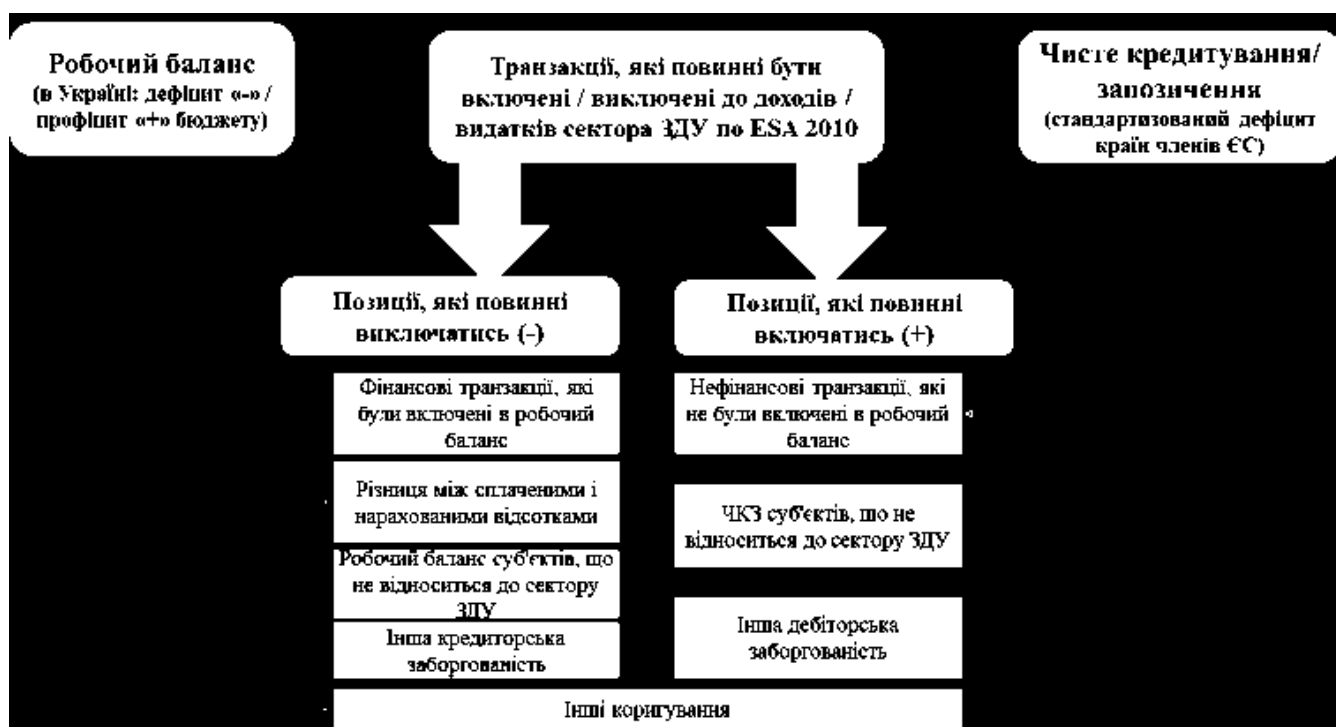 Робочий баланс
(в Україні: дефіцит «-» /
профіцит «+» бюджету)
Транзакції, які повинні бути
включені / виключені до доходів /
видатків сектора ЗДУ по ESA 2010
Чисте кредитування/
запозичення
(стандартизований дефіцит
країн членів ЄС)
Позиції, які повинні
виключатись (-)
Позиції, які повинні
включатись (+)
Фінансові транзакції, які
були включені в робочий
баланс
Нефінансові транзакції, які
не були включені в робочий
баланс
Різниця між сплаченими і
нарахованими відсотками
ЧКЗ суб'єктів, що не
відноситься до сектору ЗДУ
Робочий баланс суб'єктів, що
не відноситься до сектору
ЗДУ
Інша кредиторська
заборгованість
Інша дебіторська
заборгованість
Інші коригування